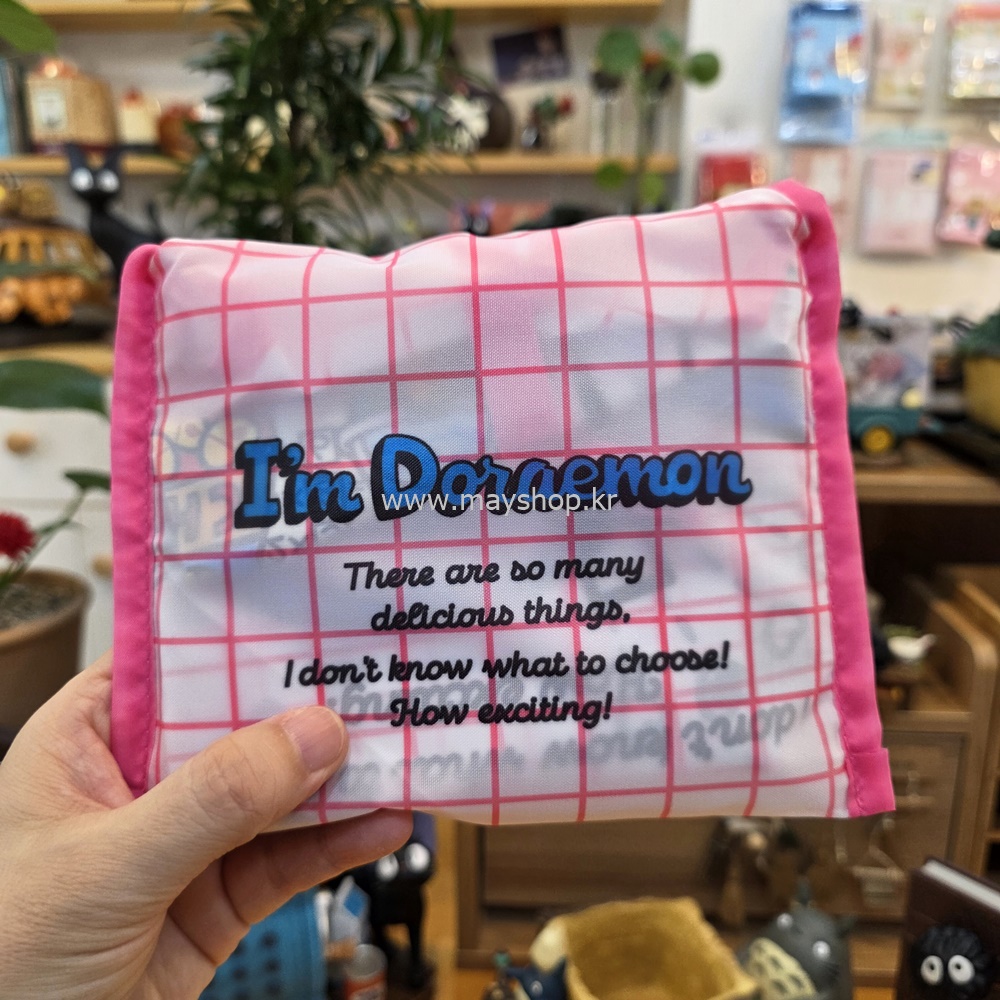 I'm Doraemon
www.mayshop.kr
There are so many
delicious things,
I don't know what to choose!
How exciting!